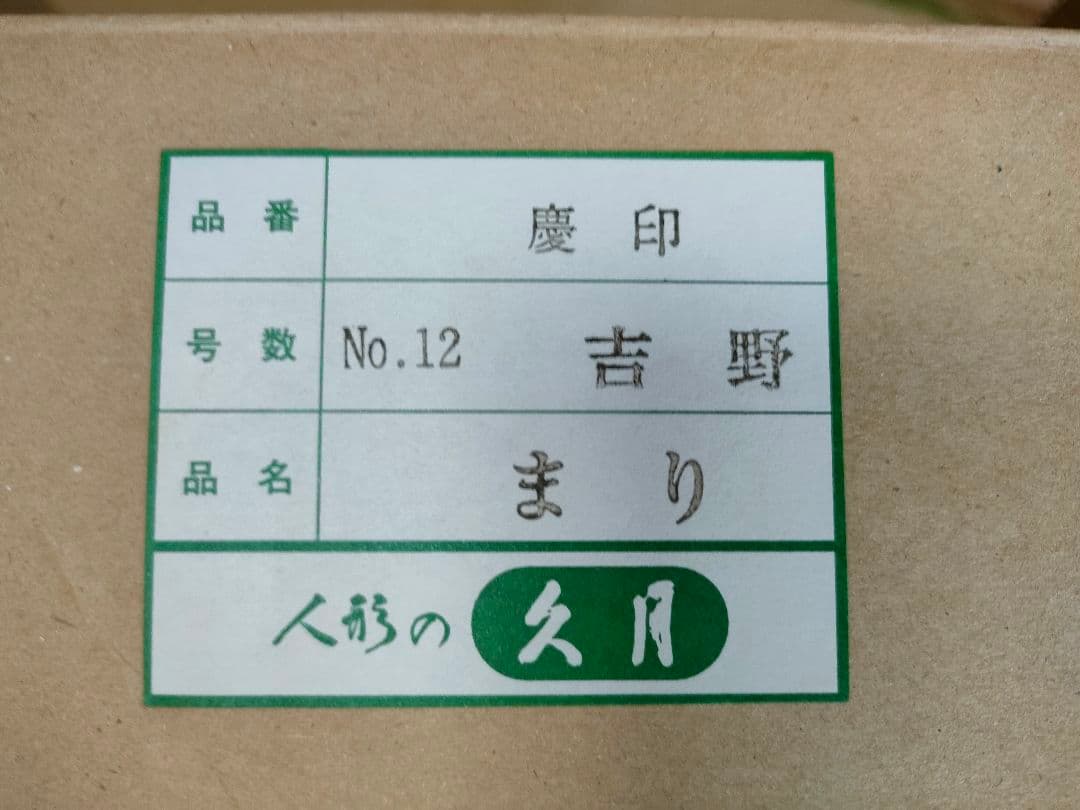 品番 慶印
号数 No.12 吉野
品名 まり
人形の久月